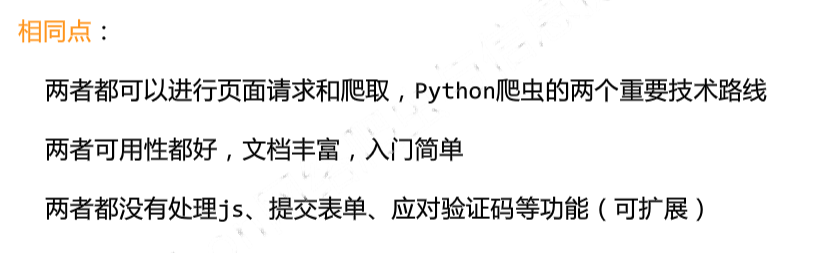 相同点：
两者都可以进行页面请求和爬取，Python爬虫的两个重要技术路线
两者可用性都好，文档丰富，入门简单
两者都没有处理js、提交表单、应对验证码等功能（可扩展）